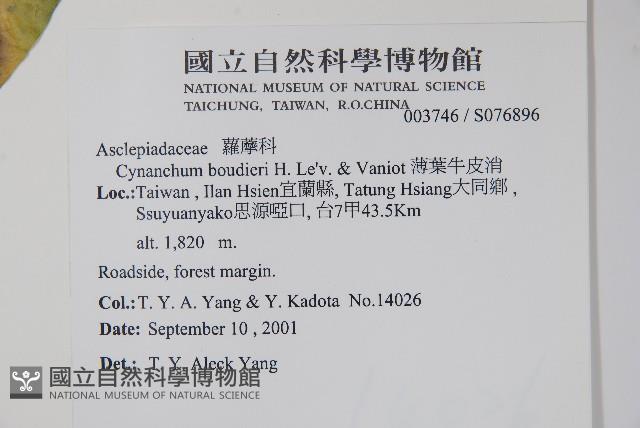 國立自然科學博物館
NATIONAL MUSEUM OF NATURAL SCIENCE
TAICHUNG, TAIWAN, R.O.CHINA
003746 / S076896
Asclepiadaceae 蘿藦科
Cynanchum boudieri H. Le'v. & Vaniot 薄葉牛皮消
Loc.:Taiwan , Ilan Hsien宜蘭縣, Tatung Hsiang大同鄉 ,
Ssuyuanyako思源啞口, 台7甲43.5Km
alt. 1,820 m.
Roadside, forest margin.
Col.:T. Y. A. Yang & Y. Kadota No.14026
Date: September 10 , 2001
Det.: T. Y. Aleck Yang
國立自然科學博物館
NATIONAL MUSEUM OF NATURAL SCIENCE